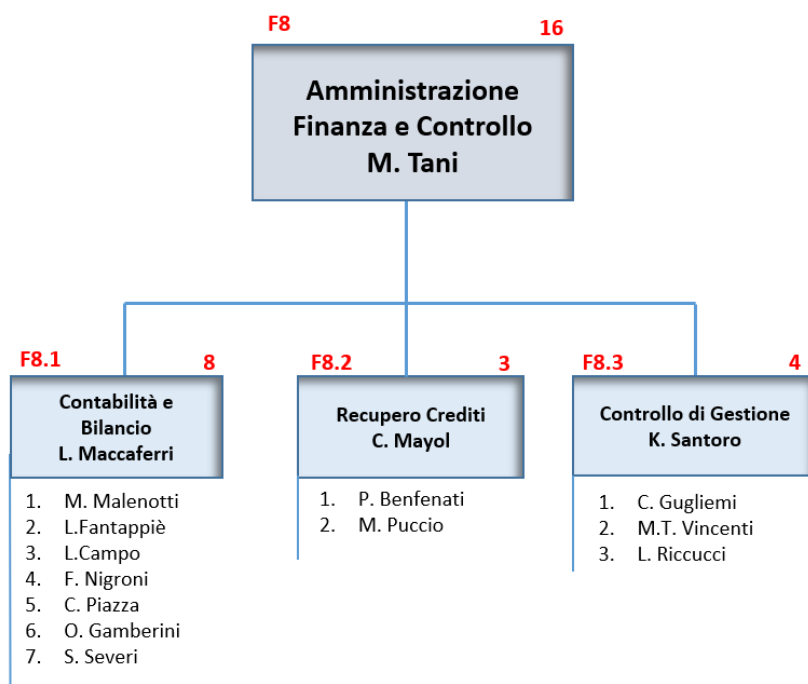 F8 16
Amministrazione
Finanza e Controllo
M. Tani
F8.1 8
Contabilità e
Bilancio
L. Maccaferri
1. M. Malenotti
2. L.Fantappiè
3. L.Campo
4. F. Nigroni
5. C. Piazza
6. O. Gamberini
7. S. Severi
F8.2 3
Recupero Crediti
C. Mayol
1. P. Benfenati
2. M. Puccio
F8.3 4
Controllo di Gestione
K. Santoro
1. C. Gugliemi
2. M.T. Vincenti
3. L. Riccucci